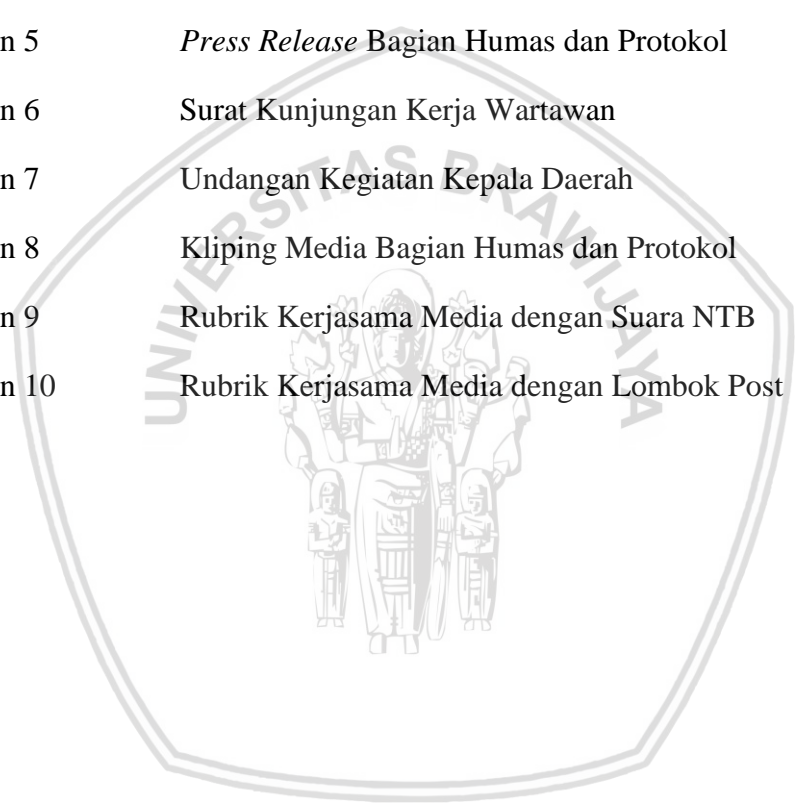 n 5 Press Release Bagian Humas dan Protokol
n 6 Surat Kunjungan Kerja Wartawan
n 7 Undangan Kegiatan Kepala Daerah
n 8 Kliping Media Bagian Humas dan Protokol
n 9 Rubrik Kerjasama Media dengan Suara NTB
n 10 Rubrik Kerjasama Media dengan Lombok Post
UNIVERSITAS BRAWIJAYA